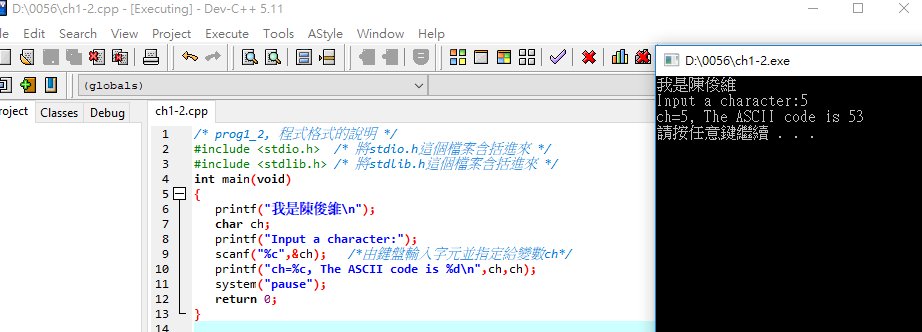 D:\0056\ch1-2.cpp - [Executing] - Dev-C++ 5.11
Edit Search View Project Execute Tools AStyle Window Help
(globals)
Classes Debug
ch1-2.cpp
1 /* prog1_2, 程式格式的說明 */
2 #include <stdio.h> /* 將stdio.h這個檔案含括進來 */
3 #include <stdlib.h> /* 將stdlib.h這個檔案含括進來 */
4 int main(void)
5 {
6 printf("我是陳俊維\n");
7 char ch;
8 printf("Input a character:");
9 scanf("%c",&ch); /*由鍵盤輸入字元並指定給變數ch*/
10 printf("ch=%c, The ASCII code is %d\n",ch,ch);
11 system("pause");
12 return 0;
13 }
14
D:\0056\ch1-2.exe
我是陳俊維
Input a character:5
ch=5, The ASCII code is 53
請按任意鍵繼續 . . .